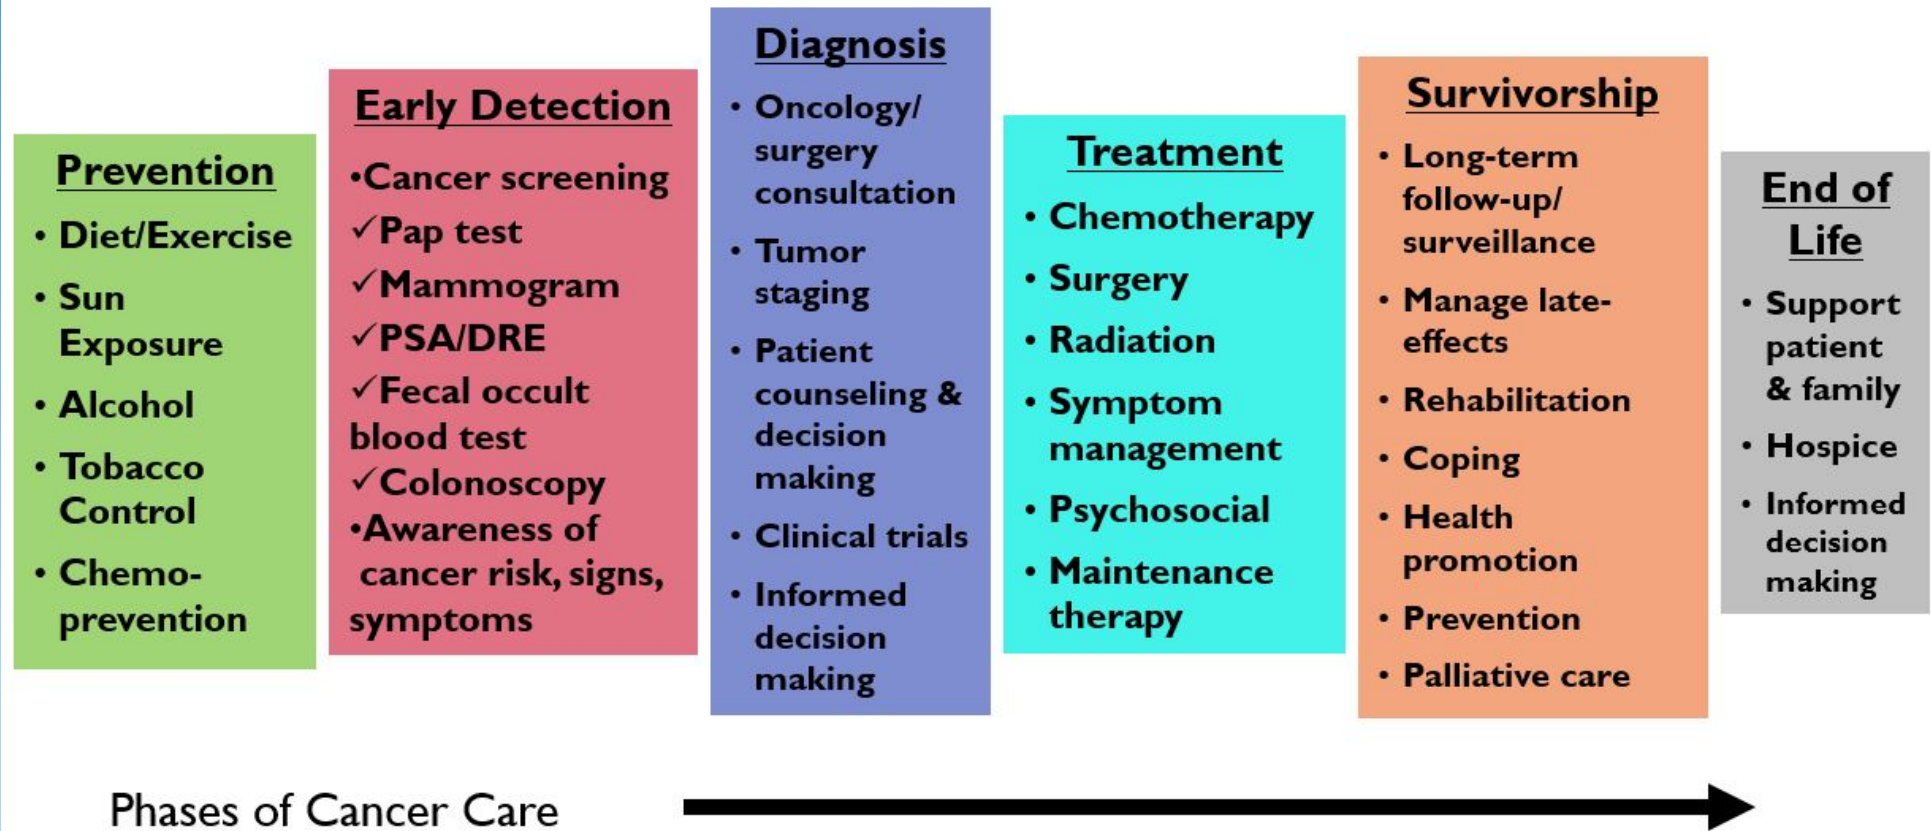 Prevention
• Diet/Exercise
• Sun
Exposure
• Alcohol
• Tobacco
Control
• Chemo-
prevention
Early Detection
•Cancer screening
✓Pap test
✓Mammogram
✓PSA/DRE
✓Fecal occult
blood test
✓Colonoscopy
•Awareness of
cancer risk, signs,
symptoms
Diagnosis
• Oncology/
surgery
consultation
• Tumor
staging
• Patient
counseling &
decision
making
• Clinical trials
• Informed
decision
making
Treatment
• Chemotherapy
• Surgery
• Radiation
• Symptom
management
• Psychosocial
• Maintenance
therapy
Survivorship
• Long-term
follow-up/
surveillance
• Manage late-
effects
• Rehabilitation
• Coping
• Health
promotion
• Prevention
• Palliative care
End of
Life
• Support
patient
& family
• Hospice
• Informed
decision
making
Phases of Cancer Care